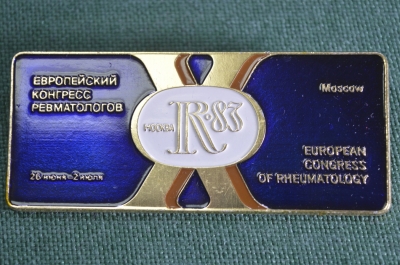 ЕВРОПЕЙСКИЙ
КОНГРЕСС
РЕВМАТОЛОГОВ
26 июня-2 июля
МОСКВА
R·83
Moscow
EUROPEAN
CONGRESS
OF RHEUMATOLOGY